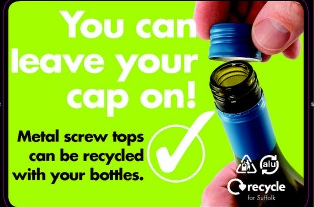 You can
leave your
cap on!
Metal screw tops
can be recycled
with your bottles.
alu
recycle
for Suffolk